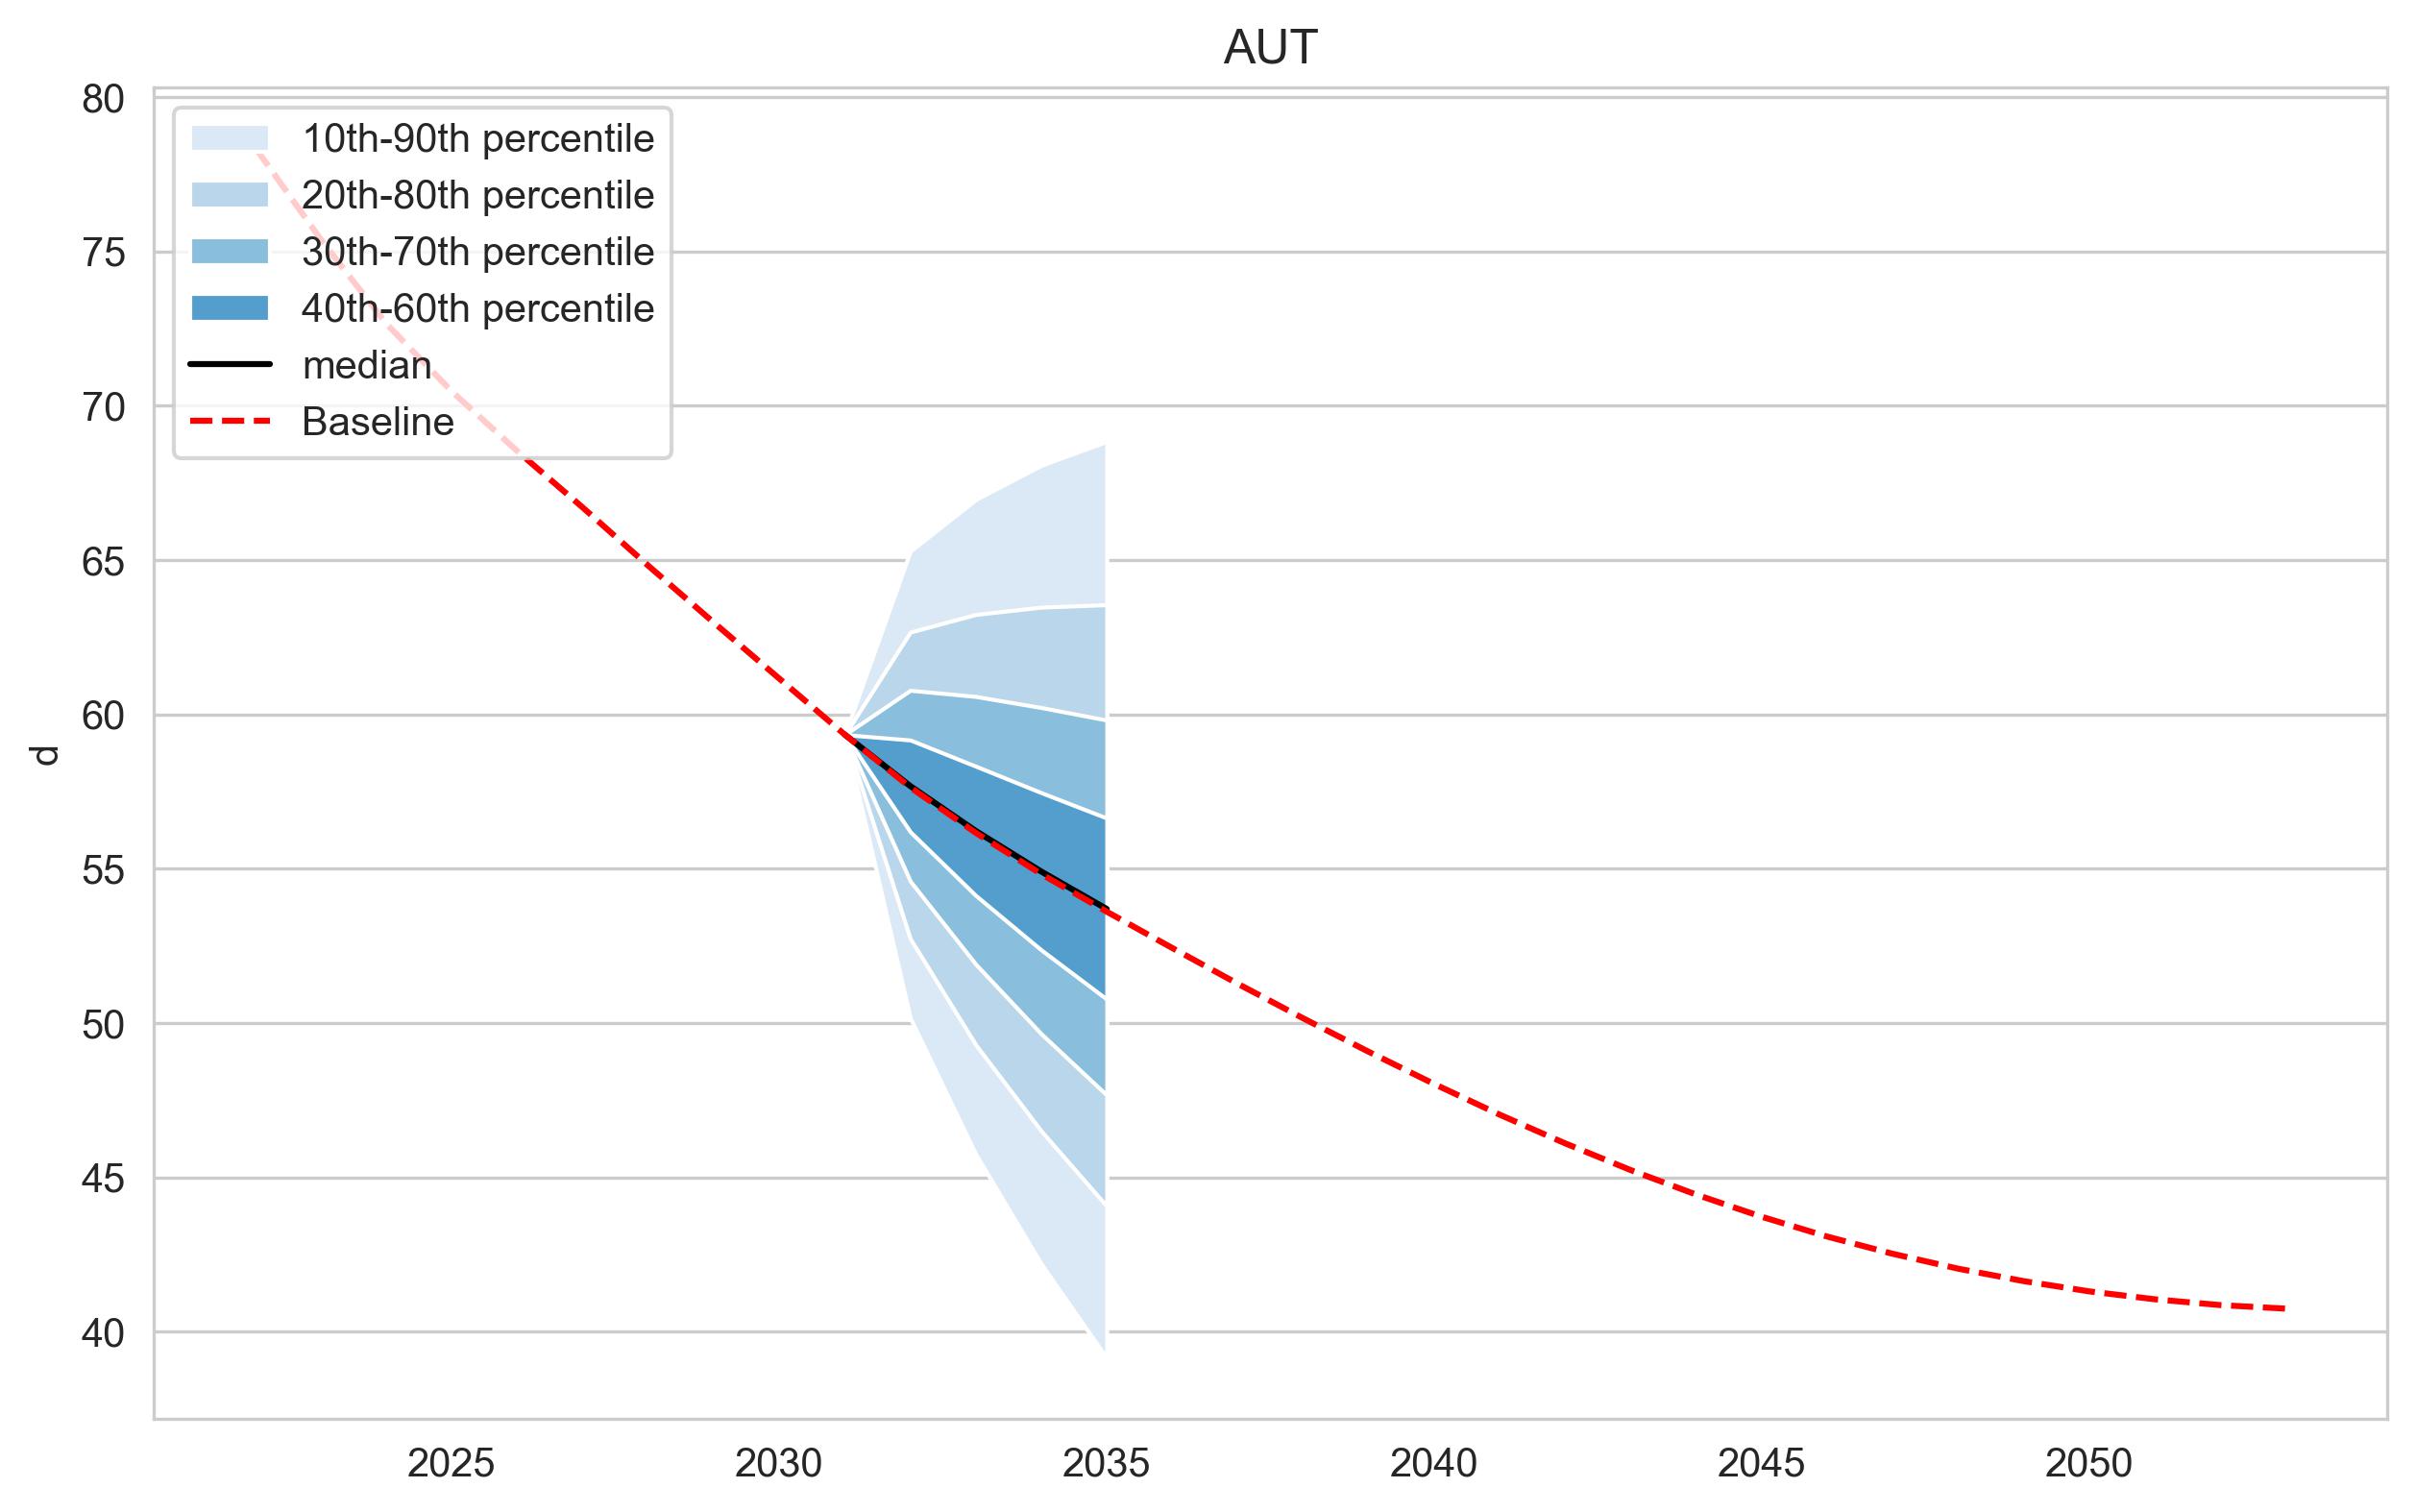 AUT
80
75
70
65
60
55
50
45
40
d
10th-90th percentile
20th-80th percentile
30th-70th percentile
40th-60th percentile
median
Baseline
2025 2030 2035 2040 2045 2050